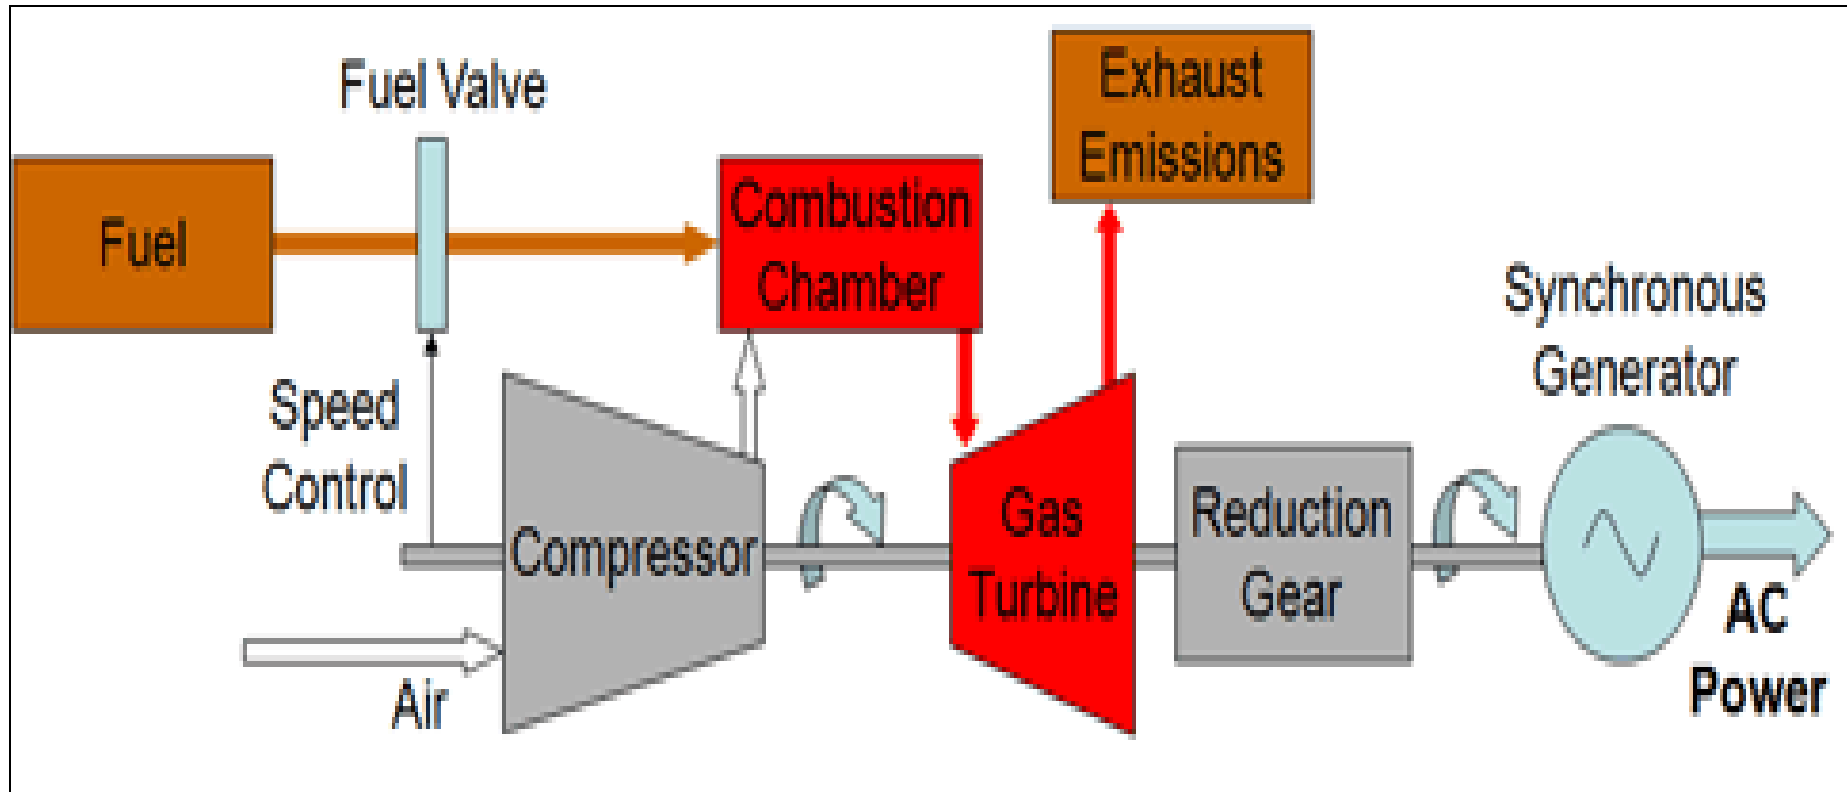 Fuel Valve
Exhaust
Emissions
Fuel
Combustion
Chamber
Synchronous
Generator
Speed
Control
Compressor
Gas
Turbine
Reduction
Gear
Air
AC
Power